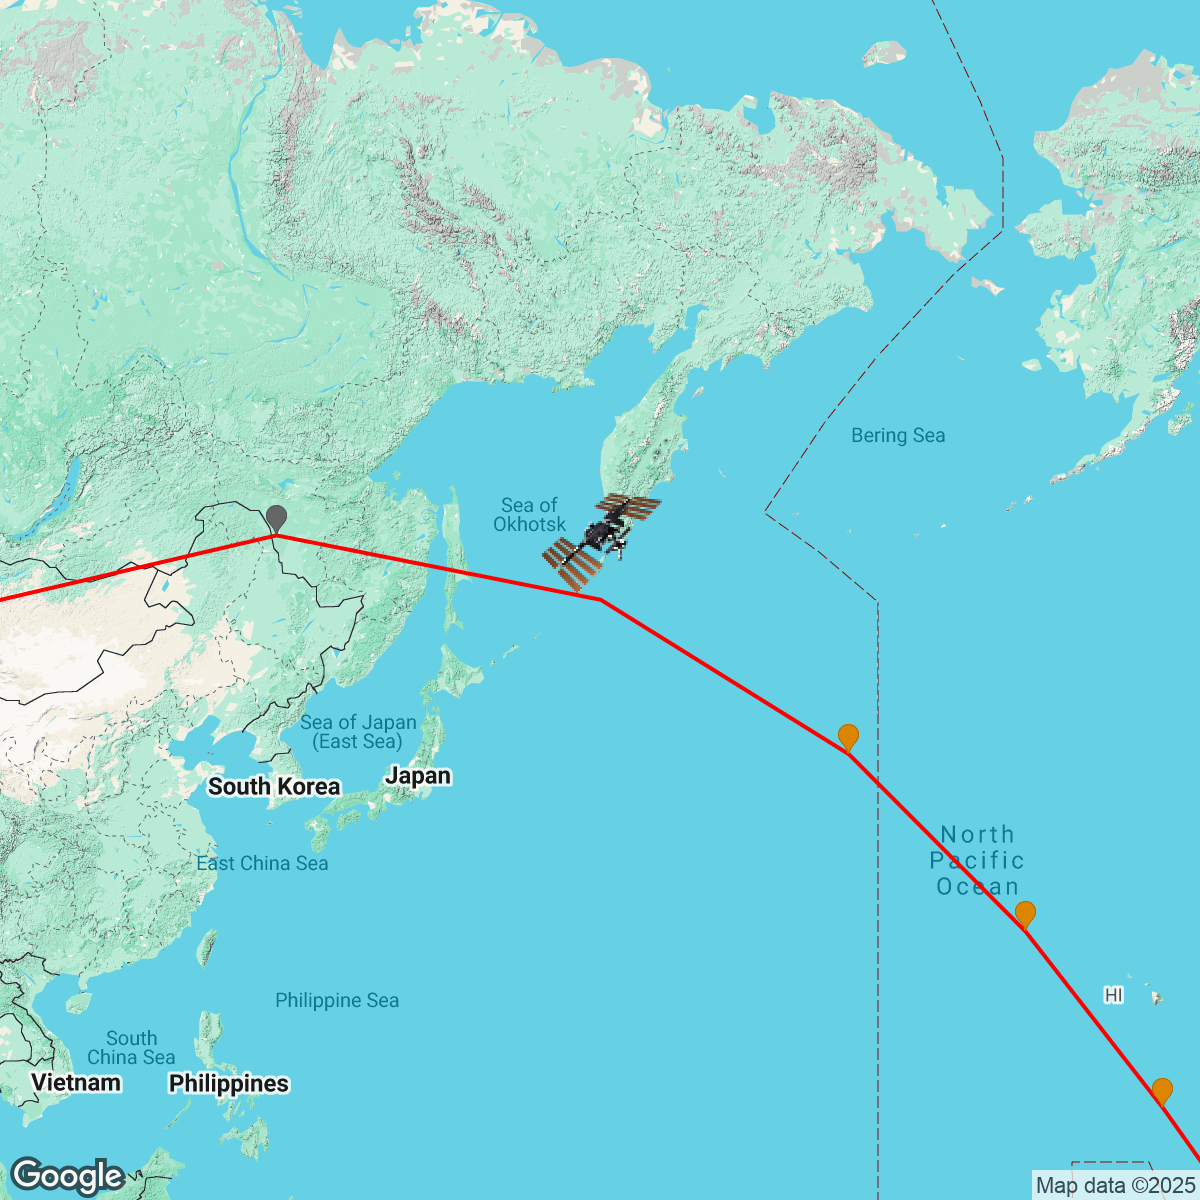 Bering Sea
Sea of
Okhotsk
Sea of Japan
(East Sea)
Japan
South Korea
North
Pacific
Ocean
East China Sea
HI
Philippine Sea
South
China Sea
Vietnam
Philippines
Google
Map data ©2025